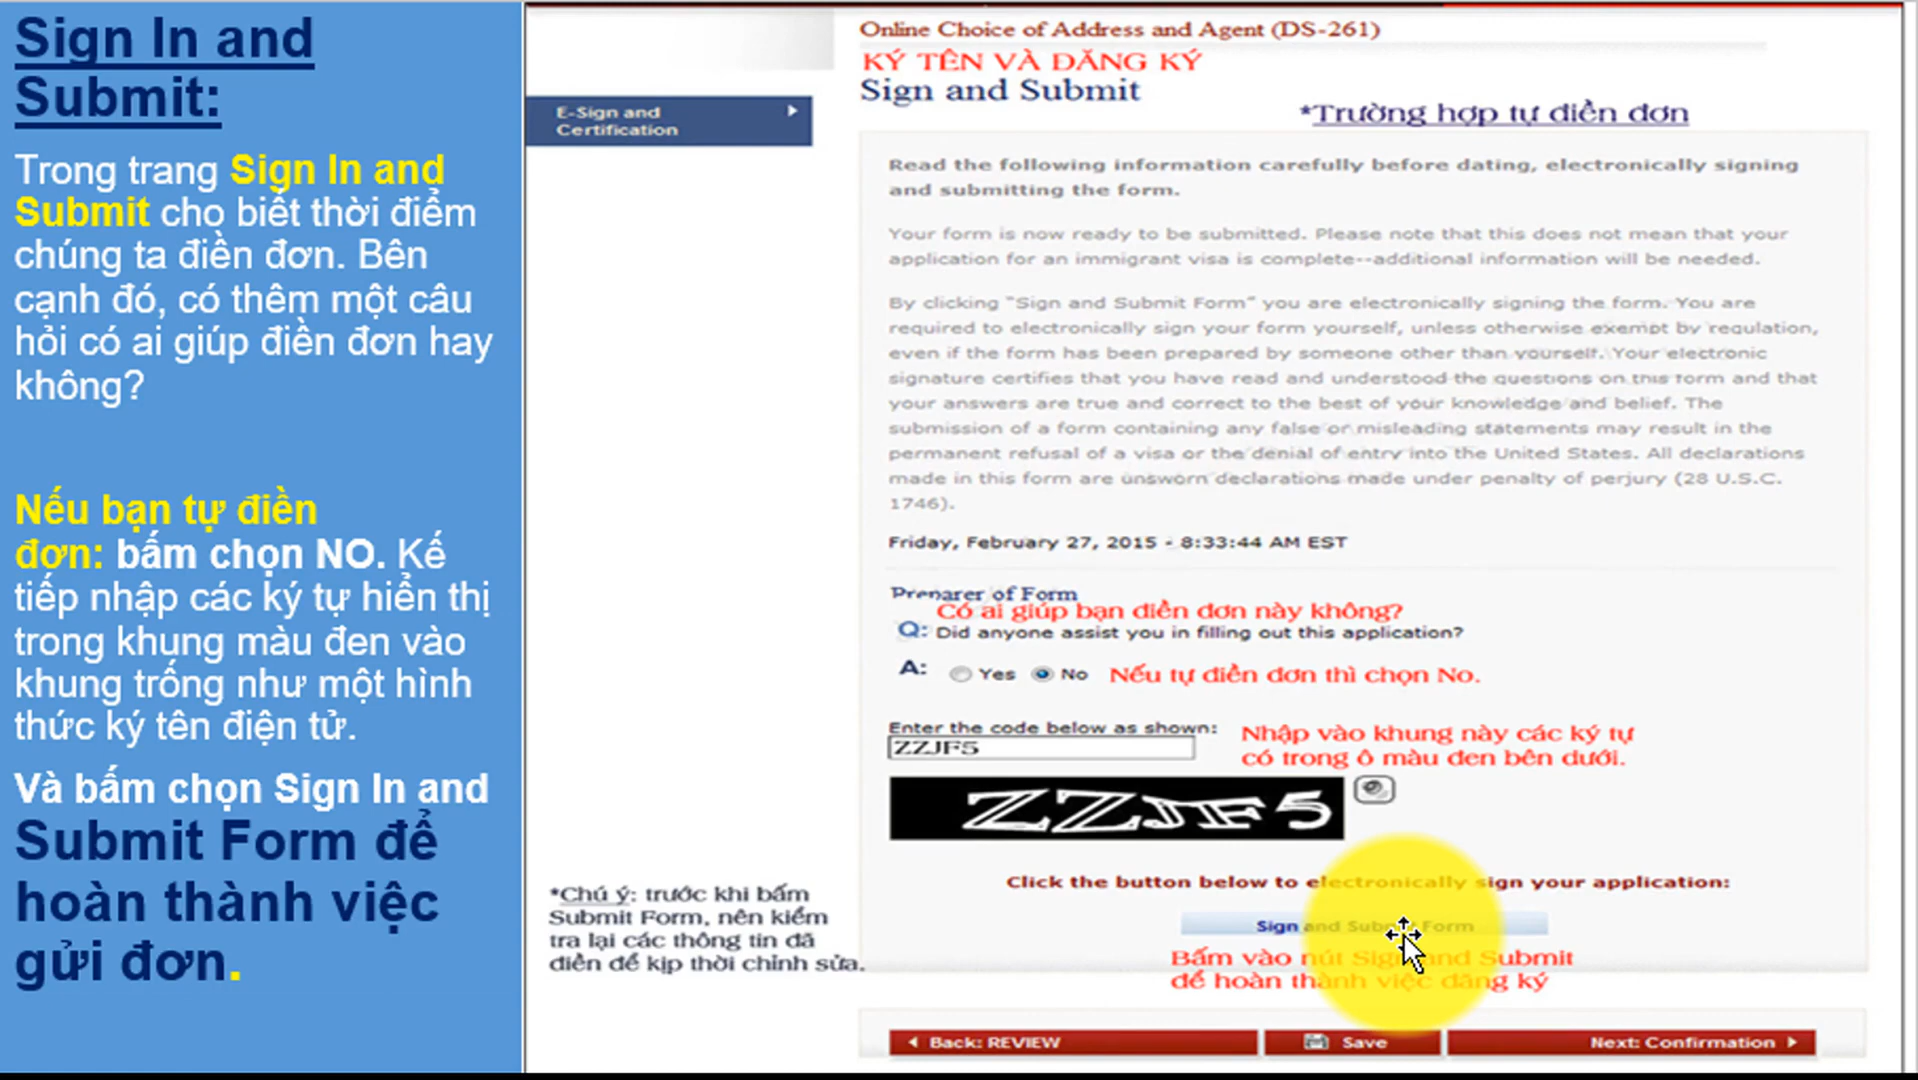 Sign In and
Submit:
Trong trang Sign In and
Submit cho biết thời điểm
chúng ta điền đơn. Bên
cạnh đó, có thêm một câu
hỏi có ai giúp điền đơn hay
không?
Nếu bạn tự điền
đơn: bấm chọn NO. Kế
tiếp nhập các ký tự hiển thị
trong khung màu đen vào
khung trống như một hình
thức ký tên điện tử.
Và bấm chọn Sign In and
Submit Form để
hoàn thành việc
gửi đơn.
Online Choice of Address and Agent (DS-261)
KÝ TÊN VÀ ĐĂNG KÝ
Sign and Submit
*Trường hợp tự điền đơn
E-Sign and
Certification
Read the following information carefully before dating, electronically signing
and submitting the form.
Your form is now ready to be submitted. Please note that this does not mean that your
application for an immigrant visa is complete--additional information will be needed.
By clicking "Sign and Submit Form" you are electronically signing the form. You are
required to electronically sign your form yourself, unless otherwise exempt by regulation,
even if the form has been prepared by someone other than yourself. Your electronic
signature certifies that you have read and understood the questions on this form and that
your answers are true and correct to the best of your knowledge and belief. The
submission of a form containing any false or misleading statements may result in the
permanent refusal of a visa or the denial of entry into the United States. All declarations
made in this form are unsworn declarations made under penalty of perjury (28 U.S.C.
1746).
Friday, February 27, 2015 - 8:33:44 AM EST
Preparer of Form
Có ai giúp bạn điền đơn này không?
Q: Did anyone assist you in filling out this application?
A: Yes No Nếu tự điền đơn thì chọn No.
Enter the code below as shown:
ZZJF5
Nhập vào khung này các ký tự
có trong ô màu đen bên dưới.
ZZJF5
*Chú ý: trước khi bấm
Submit Form, nên kiểm
tra lại các thông tin đã
điền để kịp thời chỉnh sửa.
Click the button below to electronically sign your application:
Sign and Submit Form
Bấm vào nút Sign and Submit
để hoàn thành việc đăng ký
Back: REVIEW
Save
Next: Confirmation